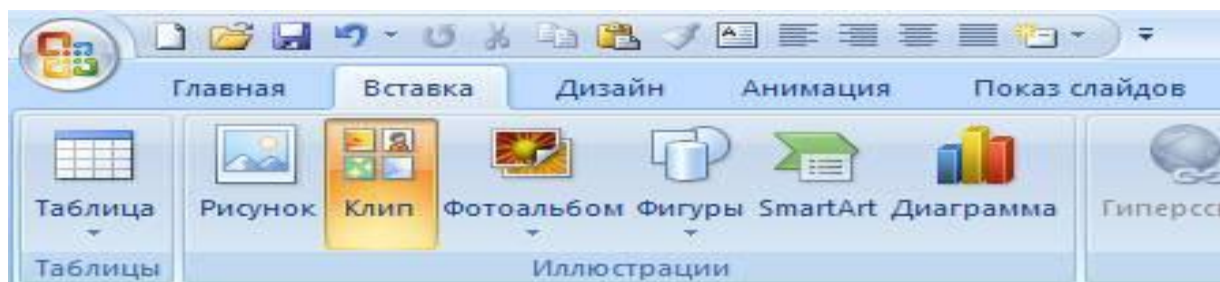 Главная Вставка Дизайн Анимация Показ слайдов
Таблица Рисунок Клип Фотоальбом Фигуры SmartArt Диаграмма
Таблицы Иллюстрации